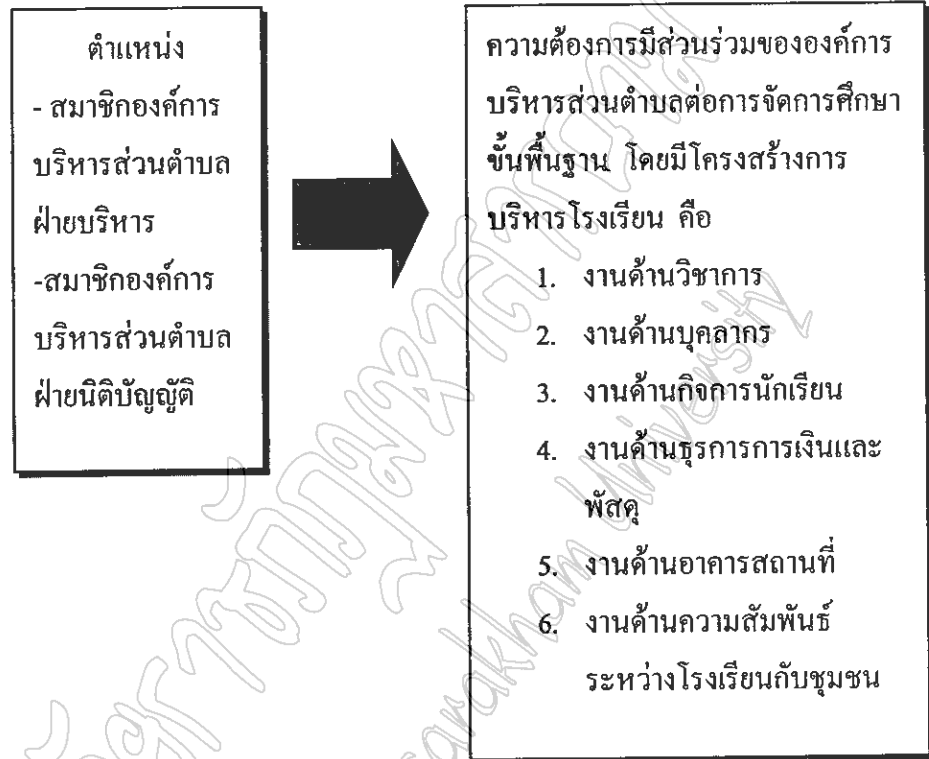 ตำแหน่ง
- สมาชิกองค์การ
บริหารส่วนตำบล
ฝ่ายบริหาร
-สมาชิกองค์การ
บริหารส่วนตำบล
ฝ่ายนิติบัญญัติ
ความต้องการมีส่วนร่วมขององค์การ
บริหารส่วนตำบลต่อการจัดการศึกษา
ขั้นพื้นฐาน โดยมีโครงสร้างการ
บริหารโรงเรียน คือ
1. งานด้านวิชาการ
2. งานด้านบุคลากร
3. งานด้านกิจการนักเรียน
4. งานด้านธุรการการเงินและ
พัสดุ
5. งานด้านอาคารสถานที่
6. งานด้านความสัมพันธ์
ระหว่างโรงเรียนกับชุมชน
University